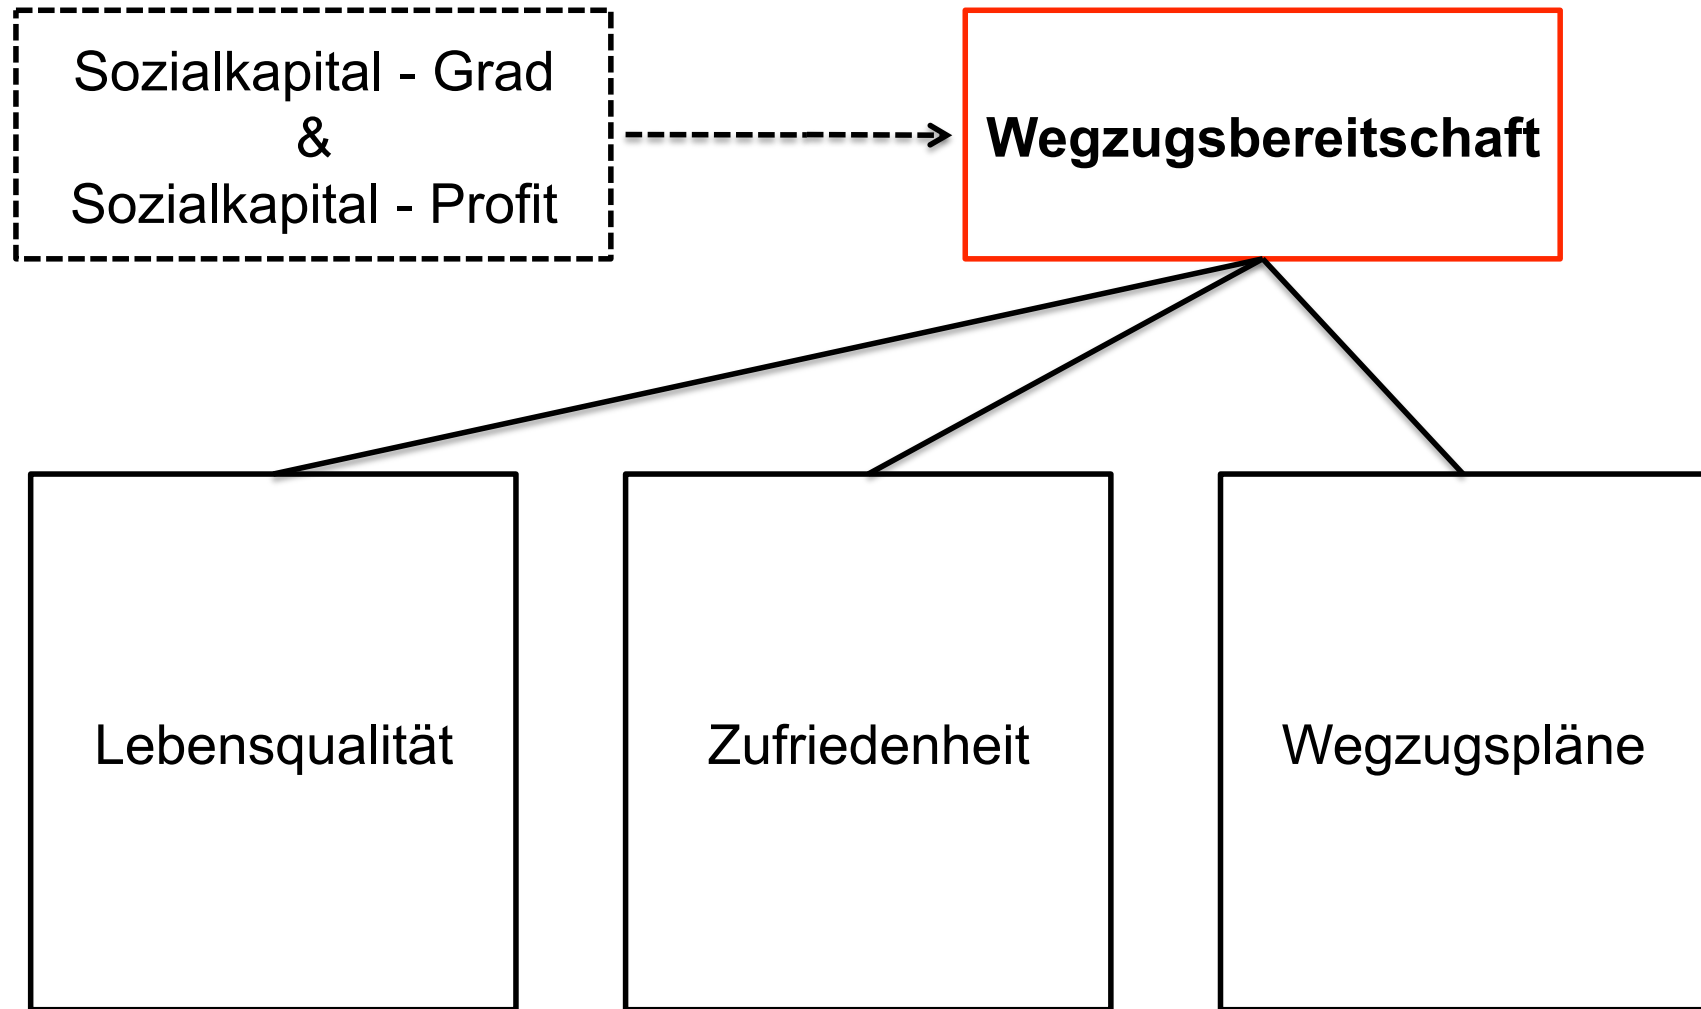 Sozialkapital - Grad
&
Sozialkapital - Profit
Wegzugsbereitschaft
Lebensqualität
Zufriedenheit
Wegzugspläne